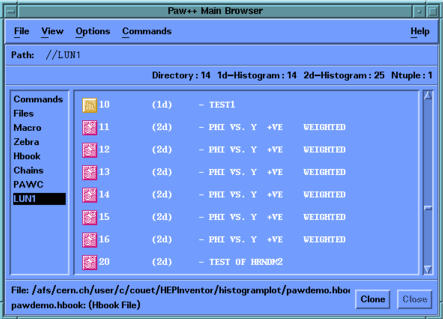 Paw++ Main Browser
File View Options Commands Help
Path: //LUN1
Directory : 14 1d-Histogram : 14 2d-Histogram : 25 Ntuple : 1
Commands
Files
Macro
Zebra
Hbook
Chains
PAWC
LUN1
10 (1d) - TEST1
11 (2d) - PHI VS. Y +VE WEIGHTED
12 (2d) - PHI VS. Y +VE WEIGHTED
13 (2d) - PHI VS. Y +VE WEIGHTED
14 (2d) - PHI VS. Y +VE WEIGHTED
15 (2d) - PHI VS. Y +VE WEIGHTED
16 (2d) - PHI VS. Y +VE WEIGHTED
20 (2d) - TEST OF HRNDM2
File: /afs/cern.ch/user/c/couet/HEPInventor/histogramplot/pawdemo.hboo
pawdemo.hbook: (Hbook File)
Clone Close